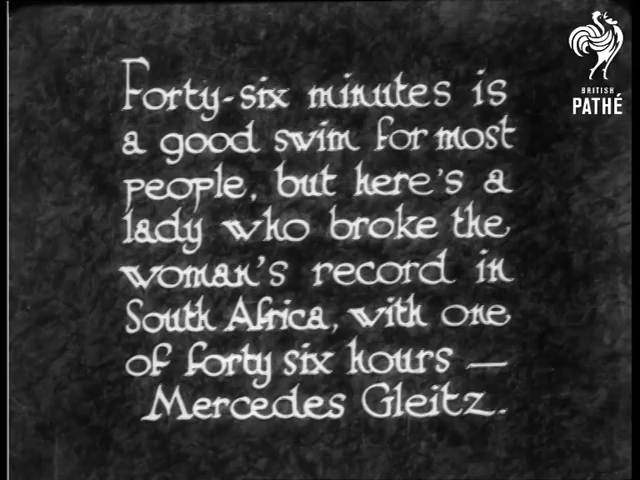 Forty-six minutes is
a good swim for most
people, but here's a
lady who broke the
woman's record in
South Africa, with one
of forty six hours —
Mercedes Gleitz.
BRITISH
PATHÉ